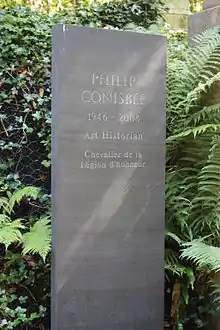 PHILIP
CONISBEE
1946 - 2008
Art Historian
Chevalier de la
Légion d'honneur